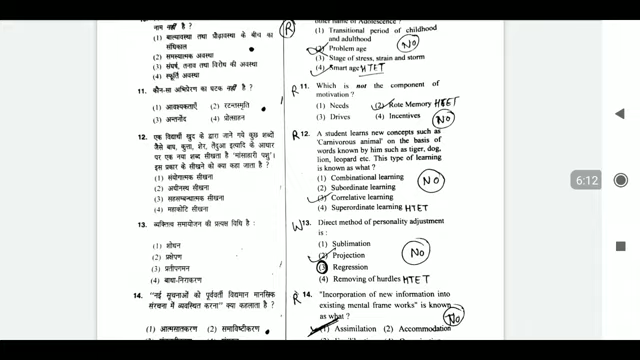 नाम नहीं है ?
(1) बाल्यावस्था तथा प्रौढ़ावस्था के बीच का
संधिकाल
(2) समस्यात्मक अवस्था
(3) संघर्ष, तनाव तथा विरोध की अवस्था
(4) स्फूर्ति अवस्था
11. कौन-सा अभिप्रेरण का घटक नहीं है ?
(1) आवश्यकताएँ (2) रटन्तस्मृति
(3) अन्तर्नोद (4) प्रोत्साहन
12. एक विद्यार्थी खुद के द्वारा जाने गये कुछ शब्दों
जैसे बाघ, कुत्ता, शेर, तेंदुआ इत्यादि के आधार
पर एक नया शब्द सीखता है 'मांसाहारी पशु'।
इस प्रकार के सीखने को क्या कहा जाता है ?
(1) संयोगात्मक सीखना
(2) अधीनस्थ सीखना
(3) सहसम्बन्धात्मक सीखना
(4) महाकोटि सीखना
13. व्यक्तित्व समायोजन की प्रत्यक्ष विधि है :
(1) शोधन
(2) प्रक्षेपण
(3) प्रतीपगमन
(4) बाधा-निराकरण
14. "नई सूचनाओं को पूर्ववर्ती विद्यमान मानसिक
संरचना में व्यवस्थित करना" क्या कहलाता है ?
(1) आत्मसातकरण (2) समाविष्टीकरण
R
other name of Adolescence ?
(1) Transitional period of childhood
and adulthood
(2) Problem age NO
(3) Stage of stress, strain and storm
(4) Smart age HTET
R 11. Which is not the component of
motivation ?
(1) Needs (2) Rote Memory HTET
(3) Drives (4) Incentives NO
R 12. A student learns new concepts such as
'Carnivorous animal' on the basis of
words known by him such as tiger, dog,
lion, leopard etc. This type of learning
is known as what ?
(1) Combinational learning
(2) Subordinate learning NO
(3) Correlative learning
(4) Superordinate learning HTET
W 13. Direct method of personality adjustment
is :
(1) Sublimation
(2) Projection NO
(3) Regression
(4) Removing of hurdles HTET
R 14. "Incorporation of new information into
existing mental frame works" is known
as what ? NO
(1) Assimilation (2) Accommodation
6:12